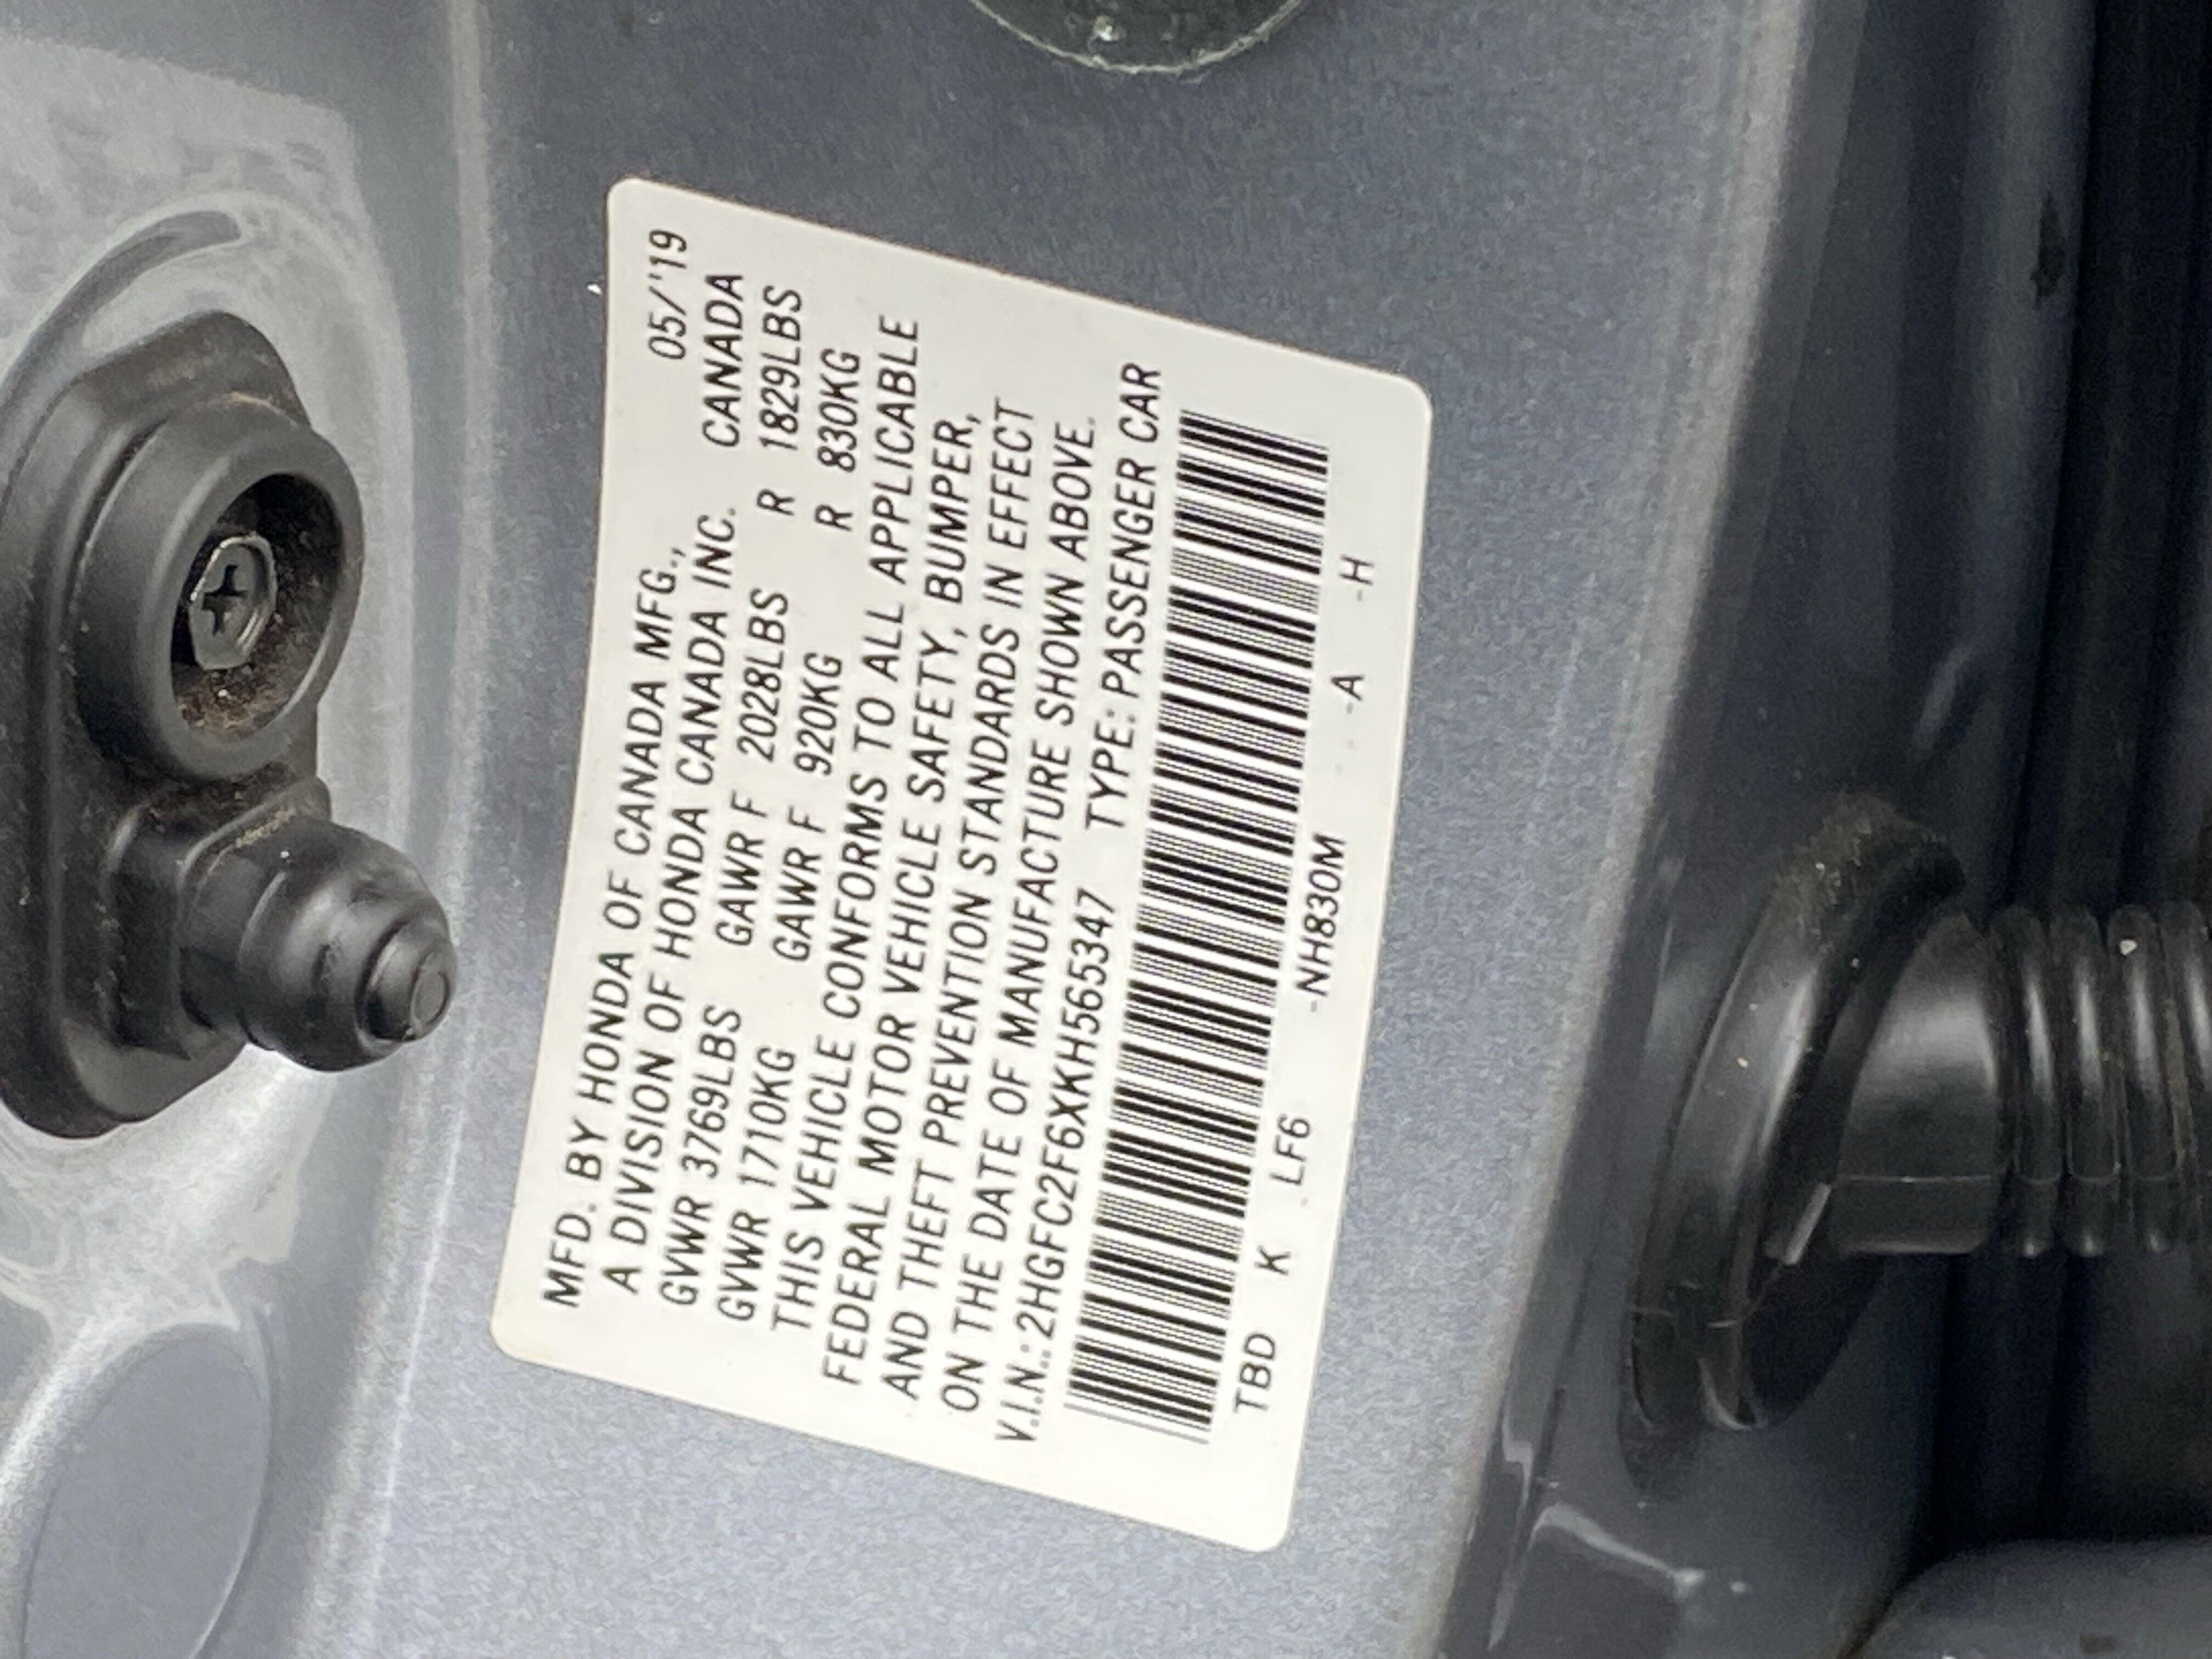 05/'19
MFD. BY HONDA OF CANADA MFG.,
A DIVISION OF HONDA CANADA INC. CANADA
GVWR 3769LBS GAWR F 2028LBS R 1829LBS
GVWR 1710KG GAWR F 920KG R 830KG
THIS VEHICLE CONFORMS TO ALL APPLICABLE
FEDERAL MOTOR VEHICLE SAFETY, BUMPER,
AND THEFT PREVENTION STANDARDS IN EFFECT
ON THE DATE OF MANUFACTURE SHOWN ABOVE.
V.I.N.:2HGFC2F6XKH565347 TYPE: PASSENGER CAR
TBD K LF6 -NH830M -A -H